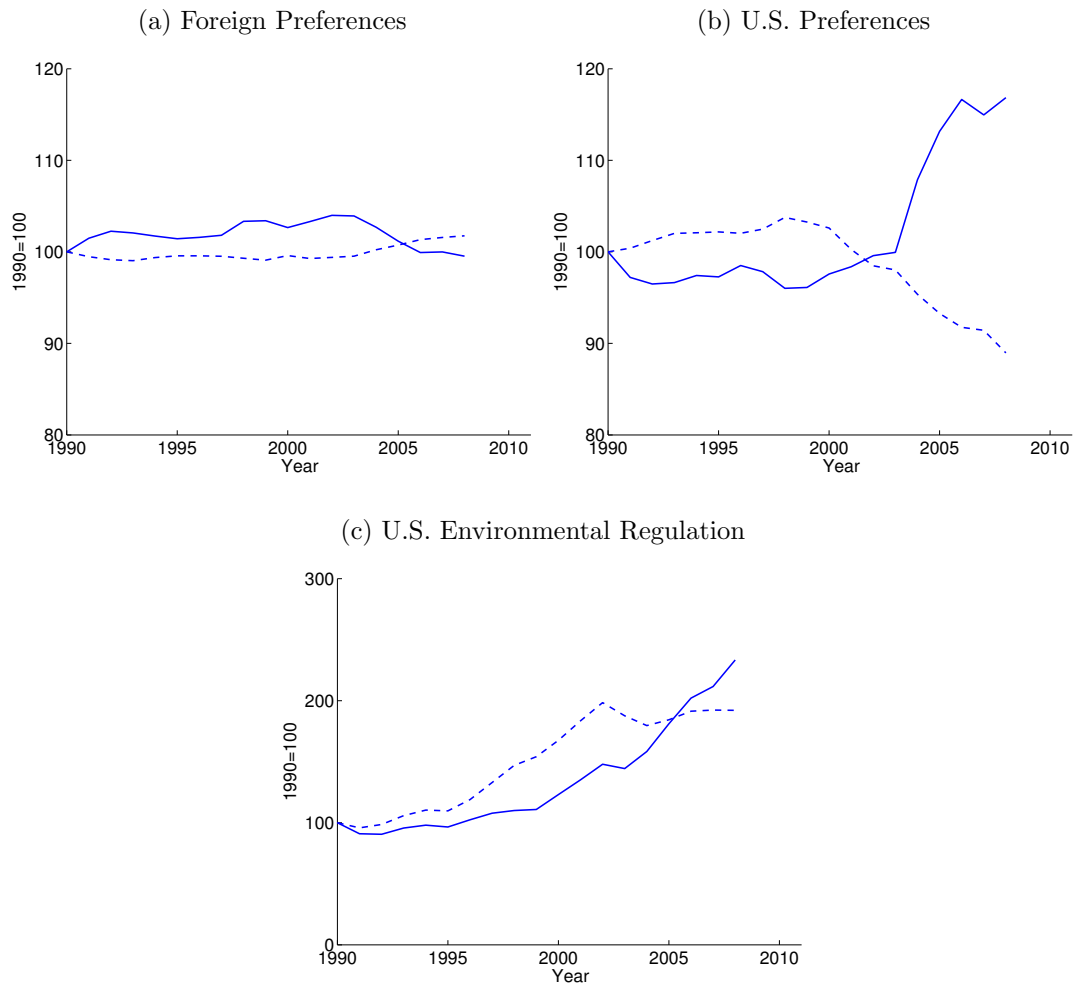 (a) Foreign Preferences
120
110
100
90
80
1990=100
1990 1995 2000 2005 2010
Year
(b) U.S. Preferences
120
110
100
90
80
1990=100
1990 1995 2000 2005 2010
Year
(c) U.S. Environmental Regulation
300
200
100
0
1990=100
1990 1995 2000 2005 2010
Year